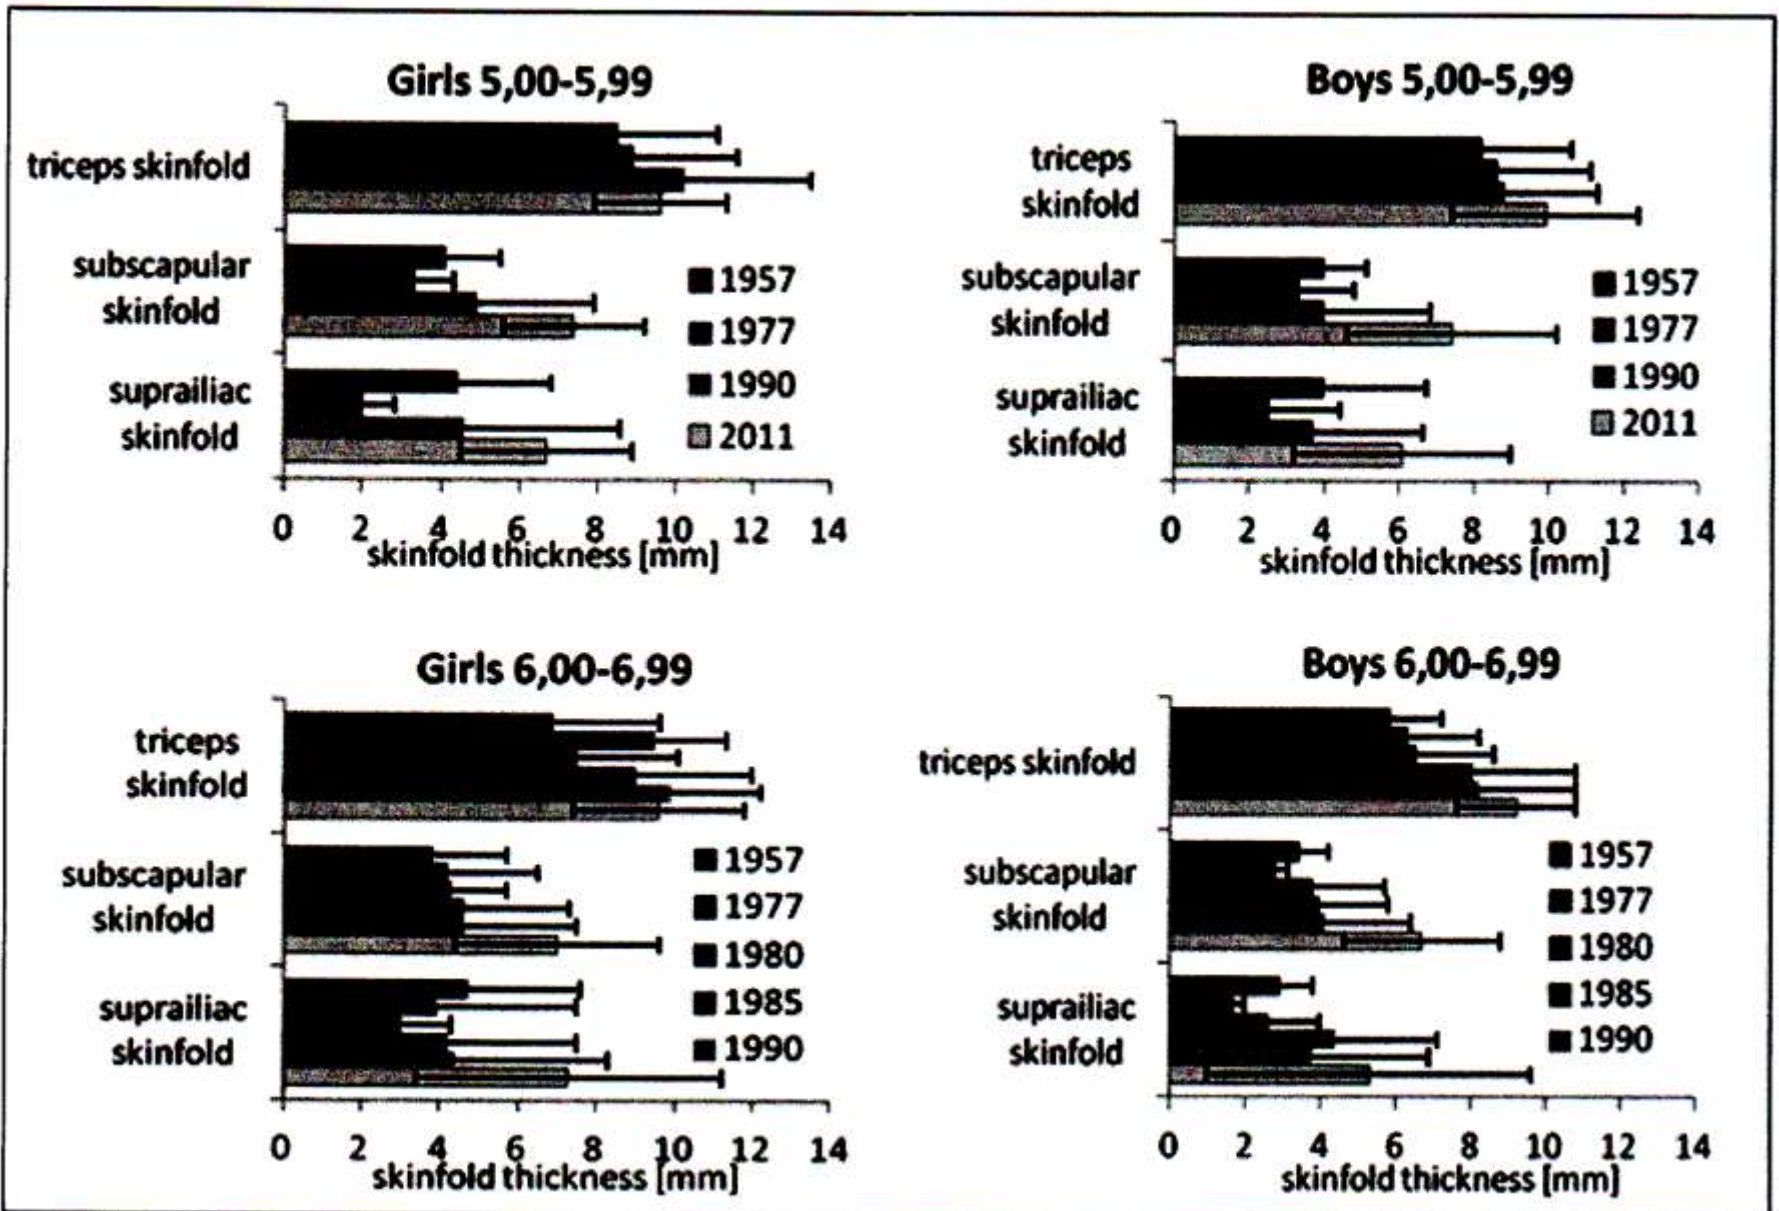 Girls 5,00-5,99
triceps skinfold
subscapular
skinfold
suprailiac
skinfold
1957
1977
1990
2011
0 2 4 6 8 10 12 14
skinfold thickness [mm]
Boys 5,00-5,99
triceps
skinfold
subscapular
skinfold
suprailiac
skinfold
1957
1977
1990
2011
0 2 4 6 8 10 12 14
skinfold thickness [mm]
Girls 6,00-6,99
triceps
skinfold
subscapular
skinfold
suprailiac
skinfold
1957
1977
1980
1985
1990
0 2 4 6 8 10 12 14
skinfold thickness [mm]
Boys 6,00-6,99
triceps skinfold
subscapular
skinfold
suprailiac
skinfold
1957
1977
1980
1985
1990
0 2 4 6 8 10 12 14
skinfold thickness [mm]